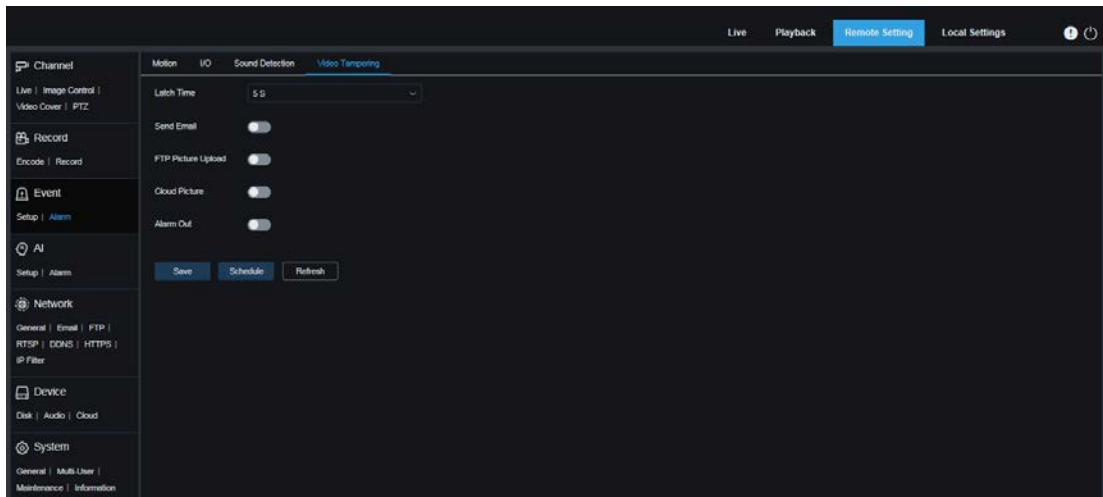 Live Playback Remote Setting Local Settings
Channel
Live | Image Control |
Video Cover | PTZ
Record
Encode | Record
Event
Setup | Alarm
AI
Setup | Alarm
Network
General | Email | FTP |
RTSP | DDNS | HTTPS |
IP Filter
Device
Disk | Audio | Cloud
System
General | Multi-User |
Maintenance | Information
Motion I/O Sound Detection Video Tampering
Latch Time 5 S
Send Email
FTP Picture Upload
Cloud Picture
Alarm Out
Save Schedule Refresh